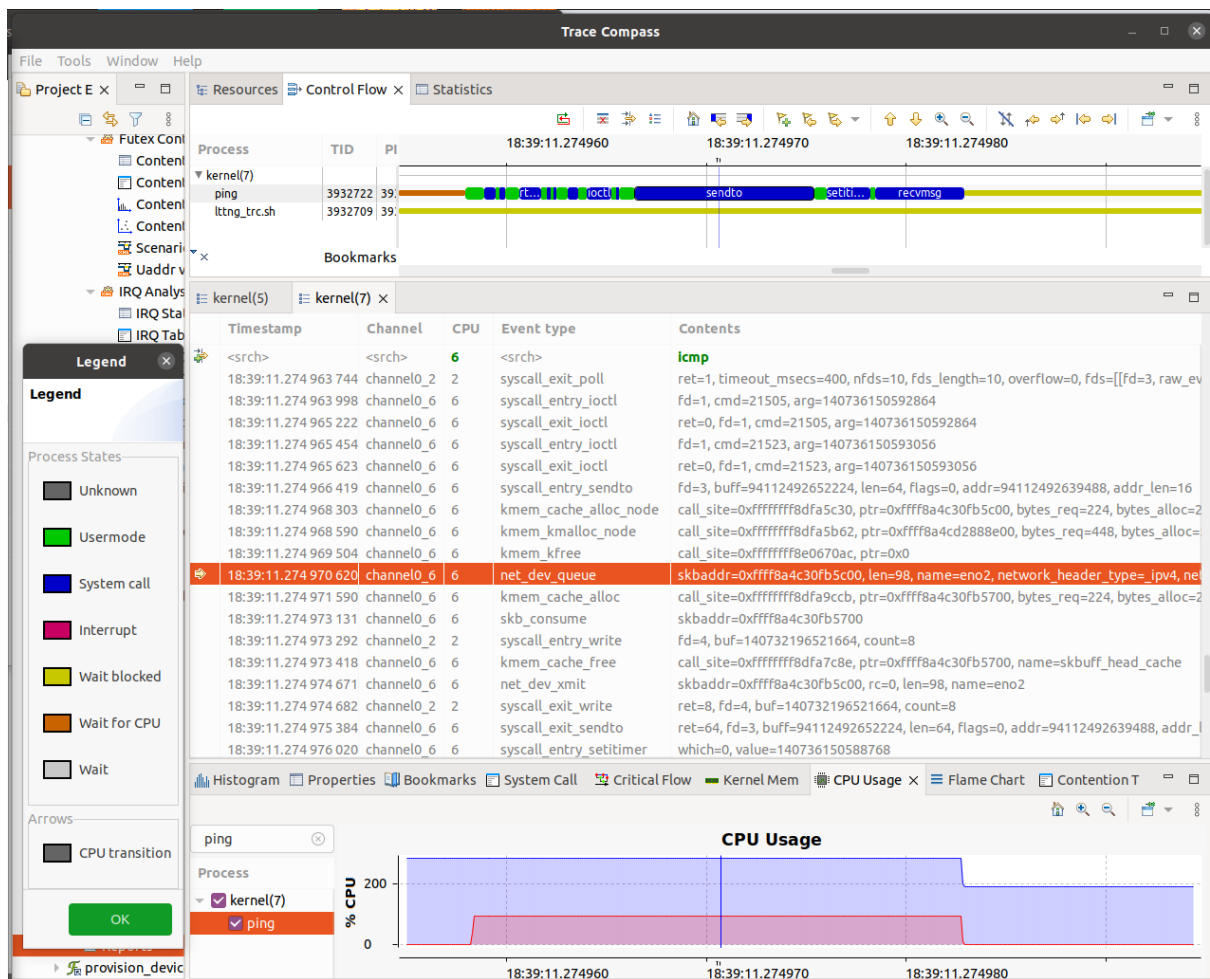 Trace Compass
File Tools Window Help
Project E
Resources Control Flow Statistics
Futex Cont
Content
Content
Content
Content
Scenari
Uaddr v
IRQ Analys
IRQ Stat
IRQ Tab
Process TID PI 18:39:11.274960 18:39:11.274970 18:39:11.274980
kernel(7)
ping 3932722 393 rt... ioctl sendto setiti... recvmsg
lttng_trc.sh 3932709 393
Bookmarks
kernel(5) kernel(7)
Timestamp Channel CPU Event type Contents
<srch> <srch> 6 <srch> icmp
18:39:11.274 963 744 channel0_2 2 syscall_exit_poll ret=1, timeout_msecs=400, nfds=10, fds_length=10, overflow=0, fds=[[fd=3, raw_ev
18:39:11.274 963 998 channel0_6 6 syscall_entry_ioctl fd=1, cmd=21505, arg=140736150592864
18:39:11.274 965 222 channel0_6 6 syscall_exit_ioctl ret=0, fd=1, cmd=21505, arg=140736150592864
18:39:11.274 965 454 channel0_6 6 syscall_entry_ioctl fd=1, cmd=21523, arg=140736150593056
18:39:11.274 965 623 channel0_6 6 syscall_exit_ioctl ret=0, fd=1, cmd=21523, arg=140736150593056
18:39:11.274 966 419 channel0_6 6 syscall_entry_sendto fd=3, buff=94112492652224, len=64, flags=0, addr=94112492639488, addr_len=16
18:39:11.274 968 303 channel0_6 6 kmem_cache_alloc_node call_site=0xffffffff8dfa5c30, ptr=0xffff8a4c30fb5c00, bytes_req=224, bytes_alloc=2
18:39:11.274 968 590 channel0_6 6 kmem_kmalloc_node call_site=0xffffffff8dfa5b62, ptr=0xffff8a4cd2888e00, bytes_req=448, bytes_alloc=
18:39:11.274 969 504 channel0_6 6 kmem_kfree call_site=0xffffffff8e0670ac, ptr=0x0
18:39:11.274 970 620 channel0_6 6 net_dev_queue skbaddr=0xffff8a4c30fb5c00, len=98, name=eno2, network_header_type=_ipv4, net
18:39:11.274 971 590 channel0_6 6 kmem_cache_alloc call_site=0xffffffff8dfa9ccb, ptr=0xffff8a4c30fb5700, bytes_req=224, bytes_alloc=2
18:39:11.274 973 131 channel0_6 6 skb_consume skbaddr=0xffff8a4c30fb5700
18:39:11.274 973 292 channel0_2 2 syscall_entry_write fd=4, buf=140732196521664, count=8
18:39:11.274 973 418 channel0_6 6 kmem_cache_free call_site=0xffffffff8dfa7c8e, ptr=0xffff8a4c30fb5700, name=skbuff_head_cache
18:39:11.274 974 671 channel0_6 6 net_dev_xmit skbaddr=0xffff8a4c30fb5c00, rc=0, len=98, name=eno2
18:39:11.274 974 682 channel0_2 2 syscall_exit_write ret=8, fd=4, buf=140732196521664, count=8
18:39:11.274 975 384 channel0_6 6 syscall_exit_sendto ret=64, fd=3, buff=94112492652224, len=64, flags=0, addr=94112492639488, addr_l
18:39:11.274 976 020 channel0_6 6 syscall_entry_setitimer which=0, value=140736150588768
Legend
Legend
Process States
Unknown
Usermode
System call
Interrupt
Wait blocked
Wait for CPU
Wait
Arrows
CPU transition
OK
Reports
provision_devic
Histogram Properties Bookmarks System Call Critical Flow Kernel Mem CPU Usage Flame Chart Contention T
ping
Process
kernel(7)
ping
CPU Usage
% CPU
200
0
18:39:11.274960 18:39:11.274970 18:39:11.274980